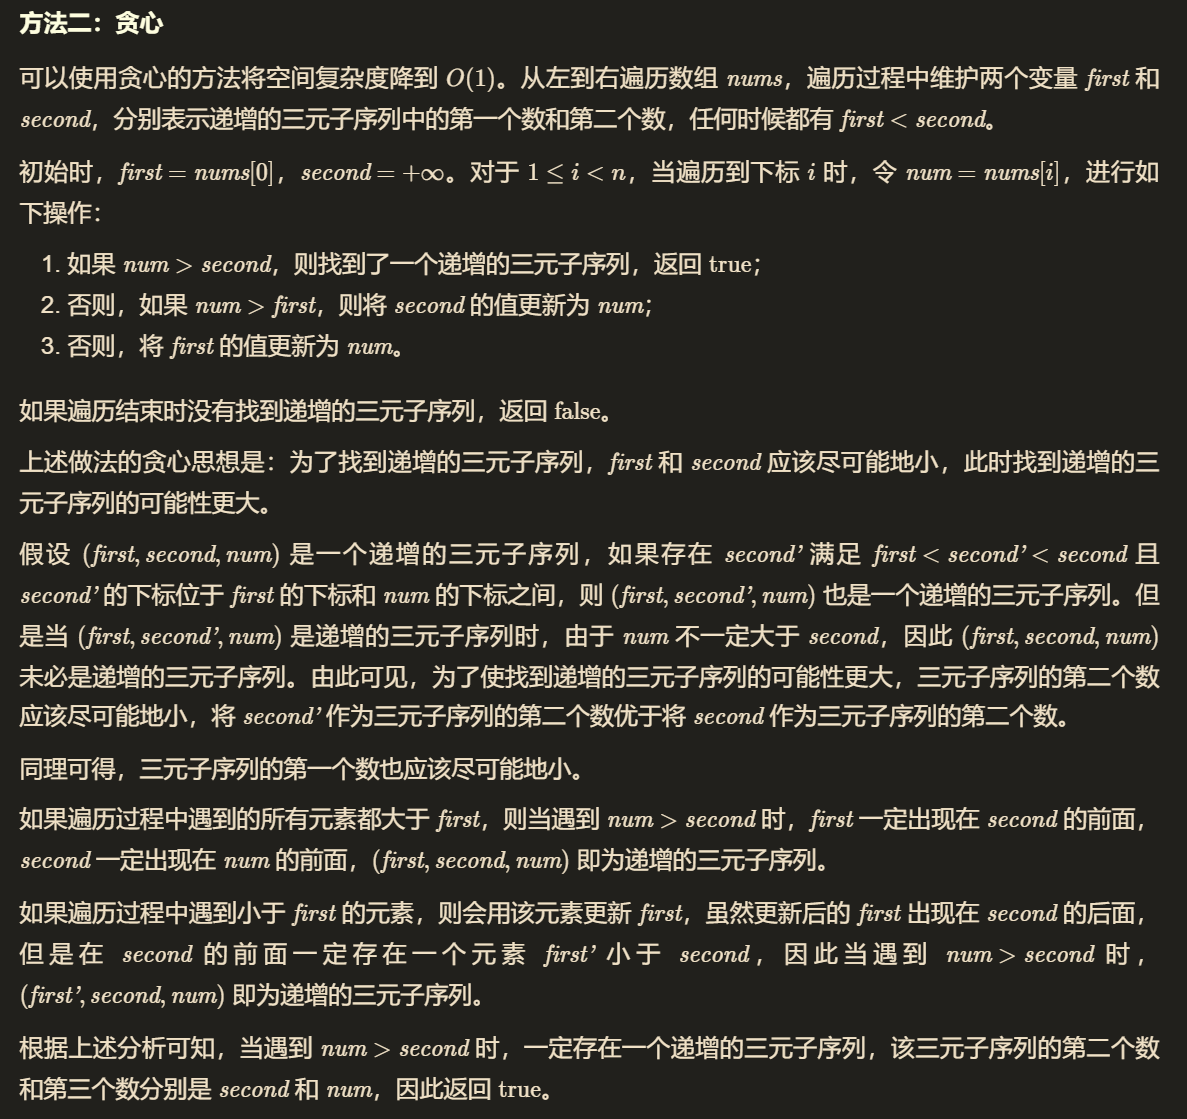 方法二：贪心
可以使用贪心的方法将空间复杂度降到 O(1)。从左到右遍历数组 nums，遍历过程中维护两个变量 first 和
second，分别表示递增的三元子序列中的第一个数和第二个数，任何时候都有 first < second。
初始时，first = nums[0]，second = +∞。对于 1 ≤ i < n，当遍历到下标 i 时，令 num = nums[i]，进行如
下操作：
1. 如果 num > second，则找到了一个递增的三元子序列，返回 true；
2. 否则，如果 num > first，则将 second 的值更新为 num；
3. 否则，将 first 的值更新为 num。
如果遍历结束时没有找到递增的三元子序列，返回 false。
上述做法的贪心思想是：为了找到递增的三元子序列，first 和 second 应该尽可能地小，此时找到递增的三
元子序列的可能性更大。
假设 (first, second, num) 是一个递增的三元子序列，如果存在 second’ 满足 first < second’ < second 且
second’ 的下标位于 first 的下标和 num 的下标之间，则 (first, second’, num) 也是一个递增的三元子序列。但
是当 (first, second’, num) 是递增的三元子序列时，由于 num 不一定大于 second，因此 (first, second, num)
未必是递增的三元子序列。由此可见，为了使找到递增的三元子序列的可能性更大，三元子序列的第二个数
应该尽可能地小，将 second’ 作为三元子序列的第二个数优于将 second 作为三元子序列的第二个数。
同理可得，三元子序列的第一个数也应该尽可能地小。
如果遍历过程中遇到的所有元素都大于 first，则当遇到 num > second 时，first 一定出现在 second 的前面，
second 一定出现在 num 的前面，(first, second, num) 即为递增的三元子序列。
如果遍历过程中遇到小于 first 的元素，则会用该元素更新 first，虽然更新后的 first 出现在 second 的后面，
但是在 second 的前面一定存在一个元素 first’ 小于 second，因此当遇到 num > second 时，
(first’, second, num) 即为递增的三元子序列。
根据上述分析可知，当遇到 num > second 时，一定存在一个递增的三元子序列，该三元子序列的第二个数
和第三个数分别是 second 和 num，因此返回 true。